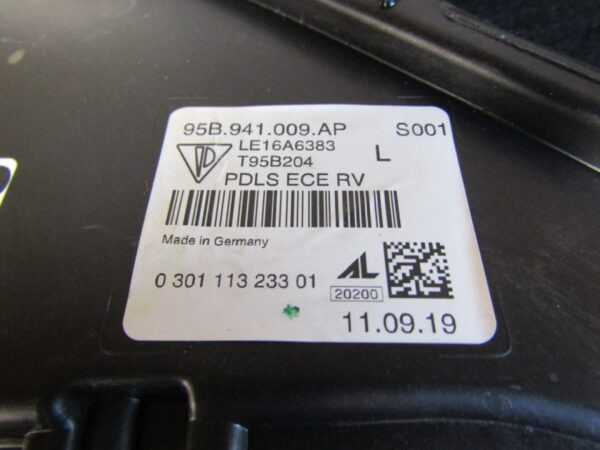 95B.941.009.AP S001
LE16A6383
T95B204 L
PDLS ECE RV
Made in Germany
0 301 113 233 01 AL
20200
11.09.19